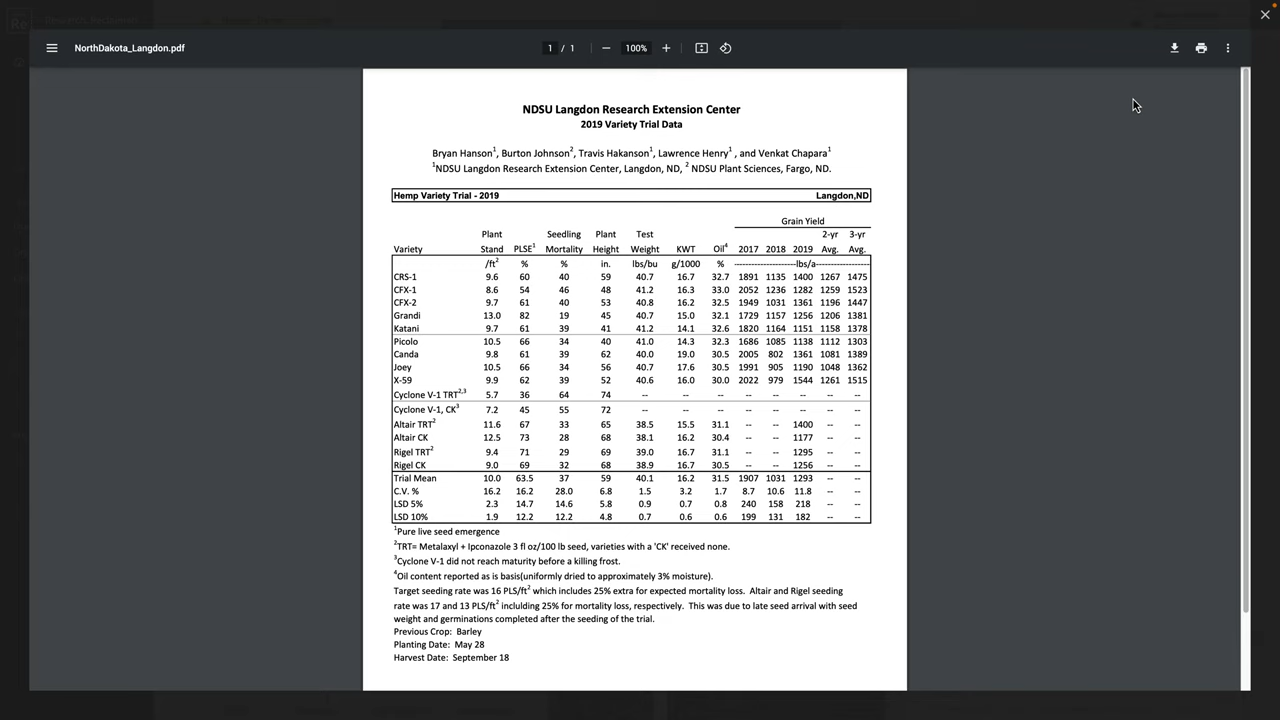 NorthDakota_Langdon.pdf
1 / 1
100%
NDSU Langdon Research Extension Center
2019 Variety Trial Data
Bryan Hanson1, Burton Johnson2, Travis Hakanson1, Lawrence Henry1 , and Venkat Chapara1
1NDSU Langdon Research Extension Center, Langdon, ND, 2 NDSU Plant Sciences, Fargo, ND.
Hemp Variety Trial - 2019 Langdon,ND
Grain Yield
Plant Seedling Plant Test 2-yr 3-yr
Variety Stand PLSE1 Mortality Height Weight KWT Oil4 2017 2018 2019 Avg. Avg.
/ft2 % % in. lbs/bu g/1000 % ----------------lbs/a--------------
CRS-1 9.6 60 40 59 40.7 16.7 32.7 1891 1135 1400 1267 1475
CFX-1 8.6 54 46 48 41.2 16.3 33.0 2052 1236 1282 1259 1523
CFX-2 9.7 61 40 53 40.8 16.2 32.5 1949 1031 1361 1196 1447
Grandi 13.0 82 19 45 40.7 15.0 32.1 1729 1157 1256 1206 1381
Katani 9.7 61 39 41 41.2 14.1 32.6 1820 1164 1151 1158 1378
Picolo 10.5 66 34 40 41.0 14.3 32.3 1686 1085 1138 1112 1303
Canda 9.8 61 39 62 40.0 19.0 30.5 2005 802 1361 1081 1389
Joey 10.5 66 34 56 40.7 17.6 30.5 1991 905 1190 1048 1362
X-59 9.9 62 39 52 40.6 16.0 30.0 2022 979 1544 1261 1515
Cyclone V-1 TRT2,3 5.7 36 64 74 -- -- -- -- -- -- -- --
Cyclone V-1, CK3 7.2 45 55 72 -- -- -- -- -- -- -- --
Altair TRT2 11.6 67 33 65 38.5 15.5 31.1 -- -- 1400 -- --
Altair CK 12.5 73 28 68 38.1 16.2 30.4 -- -- 1177 -- --
Rigel TRT2 9.4 71 29 69 39.0 16.7 31.1 -- -- 1295 -- --
Rigel CK 9.0 69 32 68 38.9 16.7 30.5 -- -- 1256 -- --
Trial Mean 10.0 63.5 37 59 40.1 16.2 31.5 1907 1031 1293 -- --
C.V. % 16.2 16.2 28.0 6.8 1.5 3.2 1.7 8.7 10.6 11.8 -- --
LSD 5% 2.3 14.7 14.6 5.8 0.9 0.7 0.8 240 158 218 -- --
LSD 10% 1.9 12.2 12.2 4.8 0.7 0.6 0.6 199 131 182 -- --
1Pure live seed emergence
2TRT= Metalaxyl + Ipconazole 3 fl oz/100 lb seed, varieties with a 'CK' received none.
3Cyclone V-1 did not reach maturity before a killing frost.
4Oil content reported as is basis(uniformly dried to approximately 3% moisture).
Target seeding rate was 16 PLS/ft2 which includes 25% extra for expected mortality loss. Altair and Rigel seeding
rate was 17 and 13 PLS/ft2 inclulding 25% for mortality loss, respectively. This was due to late seed arrival with seed
weight and germinations completed after the seeding of the trial.
Previous Crop: Barley
Planting Date: May 28
Harvest Date: September 18